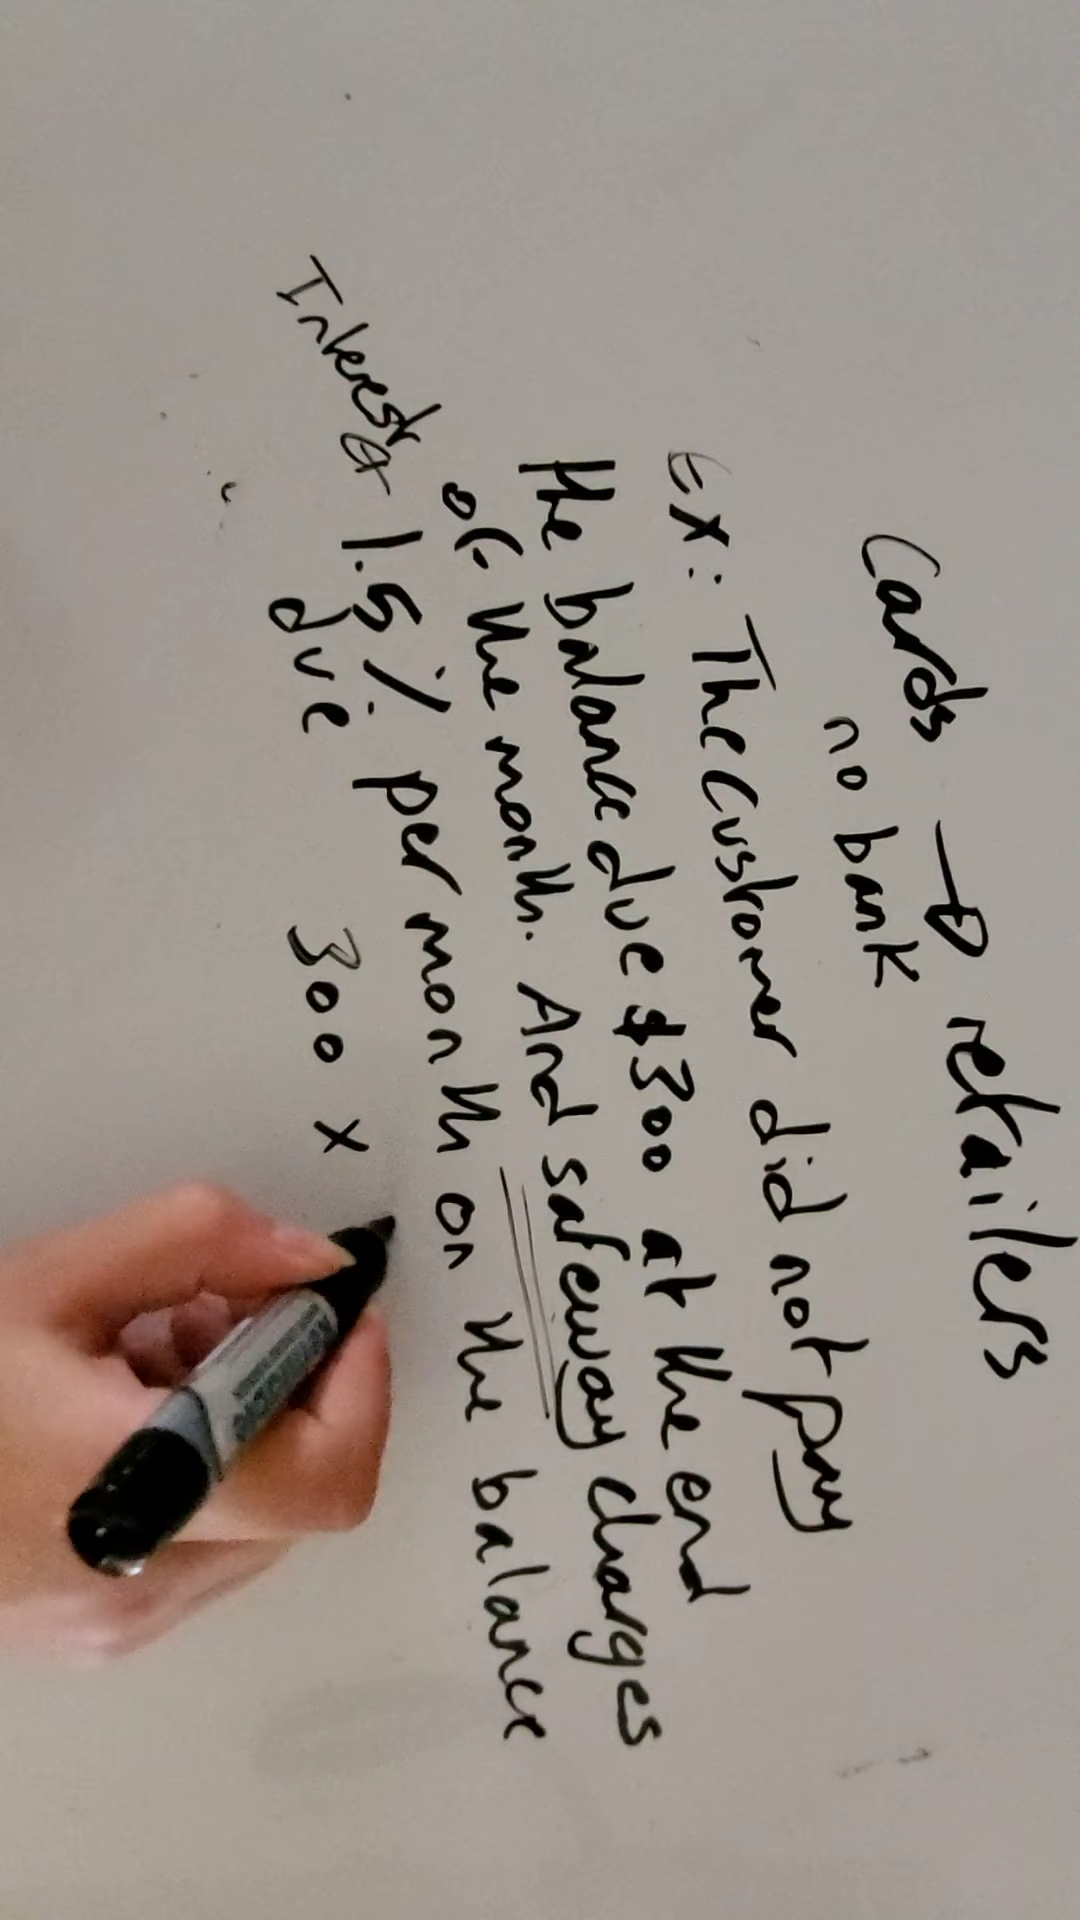 Cards → retailers
no bank
Ex: The customer did not pay
the balance due $300 at the end
of the month. And safeway charges
Interest @ 1.5% per month on the balance
due 300 x